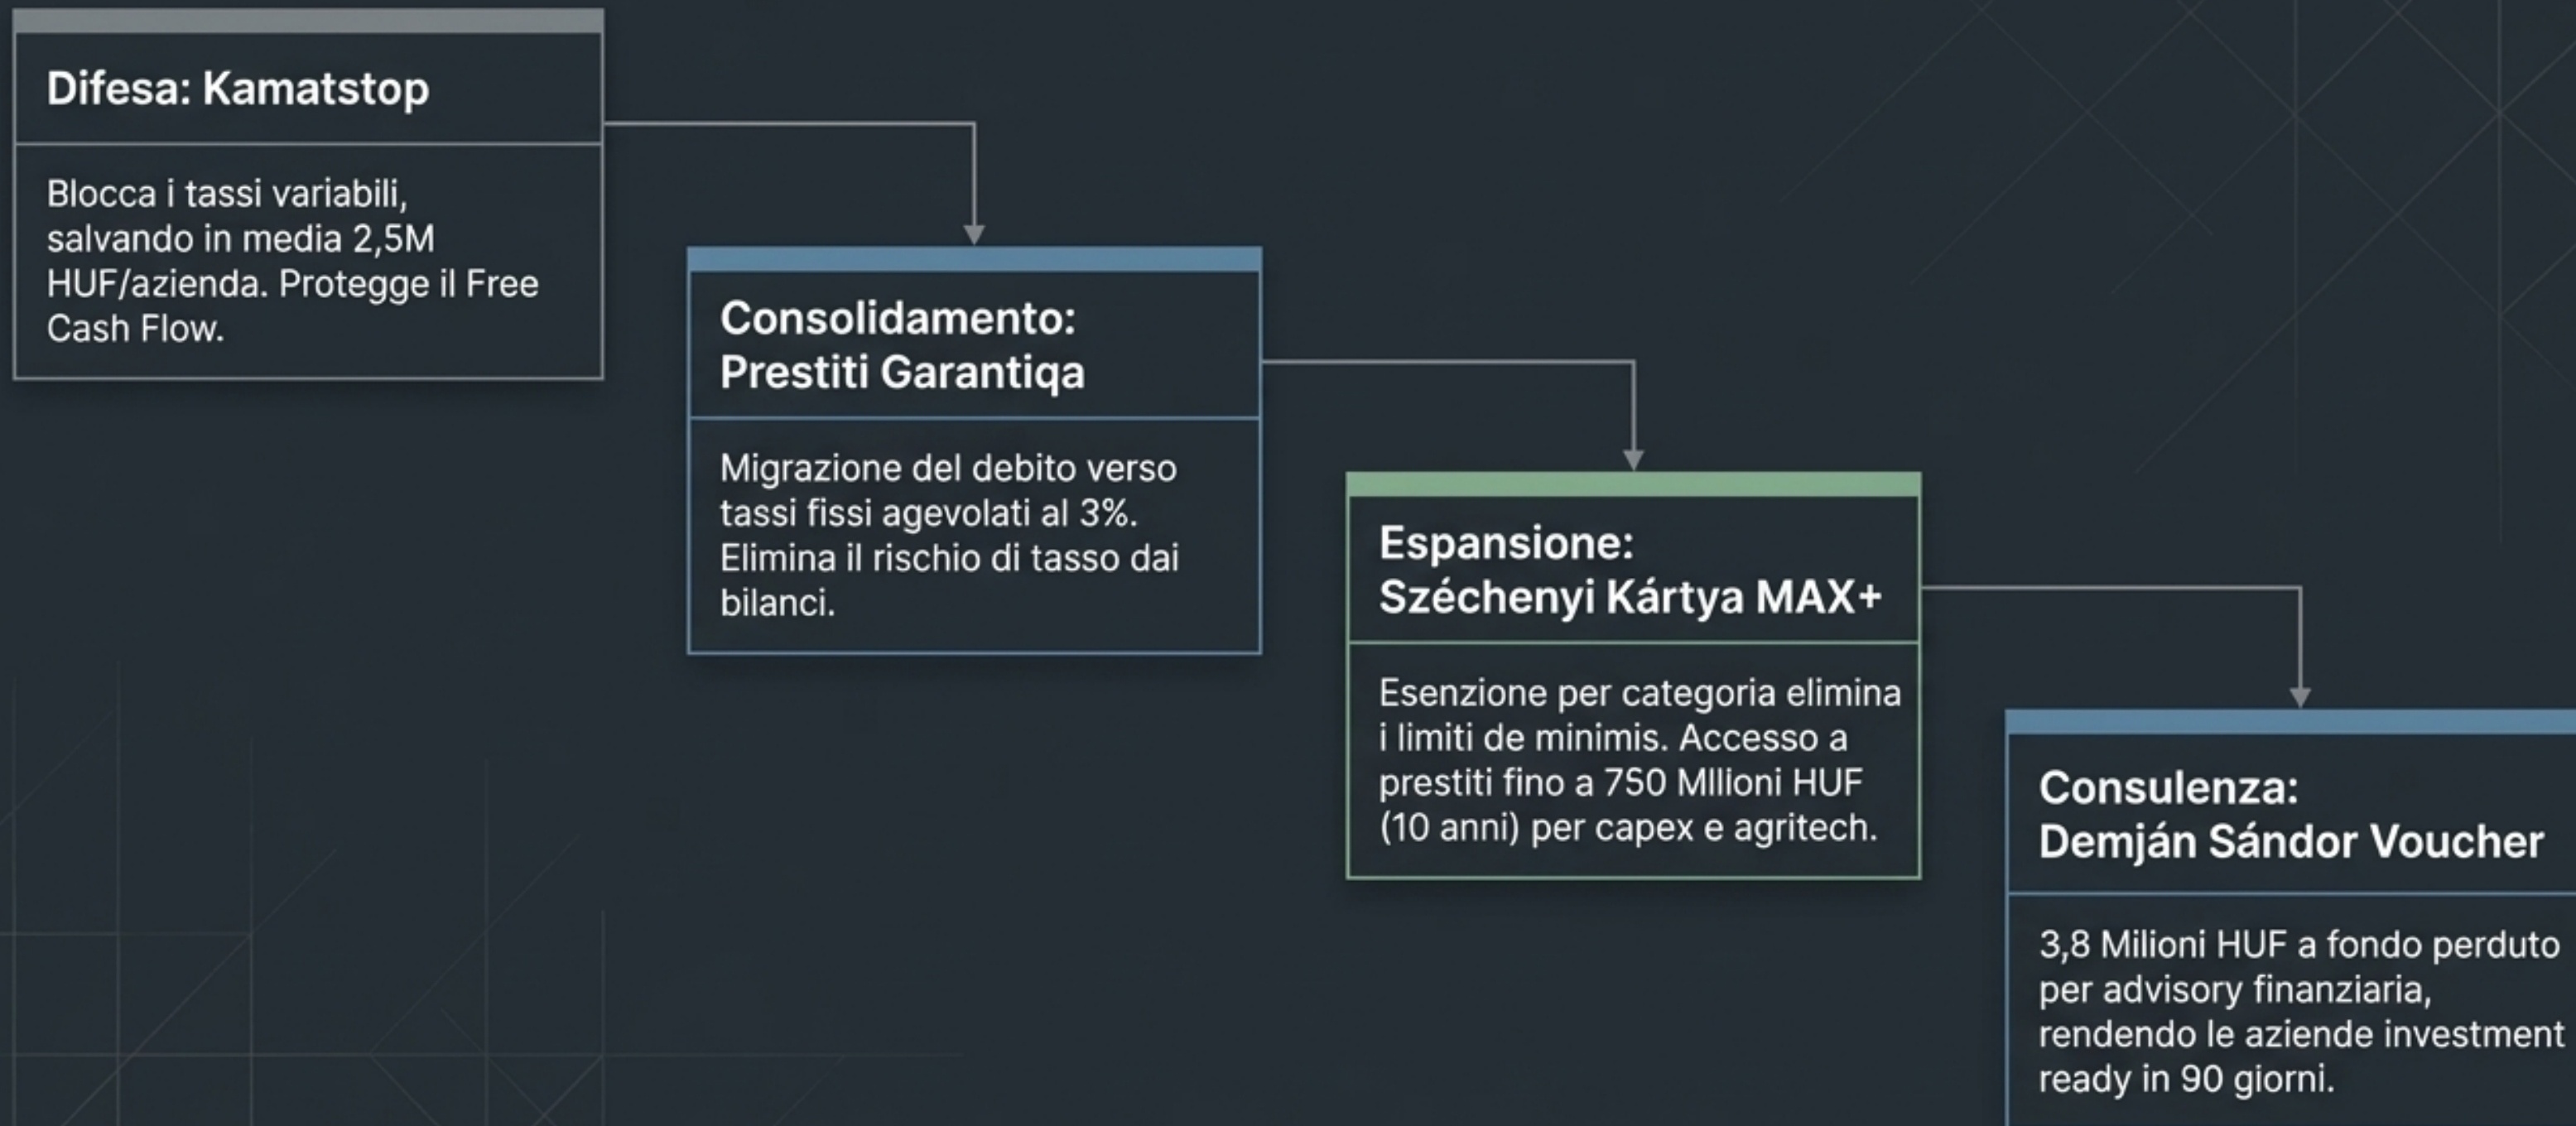 Difesa: Kamatstop
Blocca i tassi variabili,
salvando in media 2,5M
HUF/azienda. Protegge il Free
Cash Flow.
Consolidamento:
Prestiti Garantiqa
Migrazione del debito verso
tassi fissi agevolati al 3%.
Elimina il rischio di tasso dai
bilanci.
Espansione:
Széchenyi Kártya MAX+
Esenzione per categoria elimina
i limiti de minimis. Accesso a
prestiti fino a 750 MIlioni HUF
(10 anni) per capex e agritech.
Consulenza:
Demján Sándor Voucher
3,8 Milioni HUF a fondo perduto
per advisory finanziaria,
rendendo le aziende investment
ready in 90 giorni.